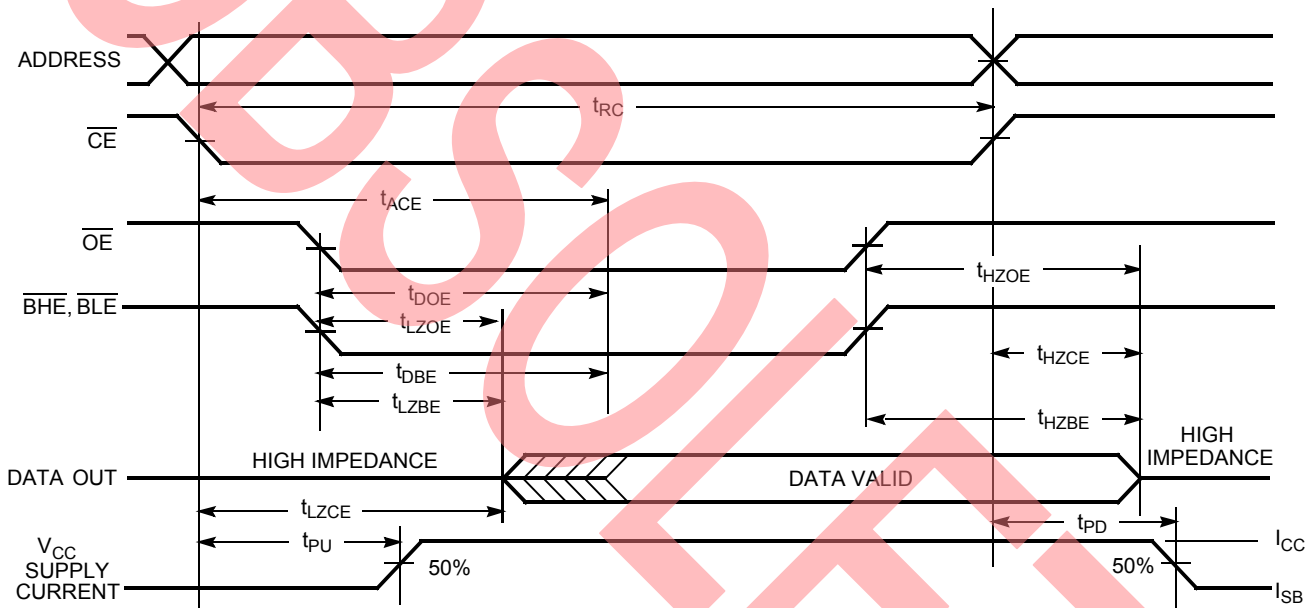 ADDRESS
tRC
CE
tACE
OE
tHZOE
tDOE
BHE, BLE
tLZOE
tHZCE
tDBE
tLZBE
tHZBE
HIGH
IMPEDANCE
HIGH IMPEDANCE
DATA OUT
DATA VALID
tLZCE
tPD
tPU
VCC
SUPPLY
CURRENT
50%
50%
ICC
ISB